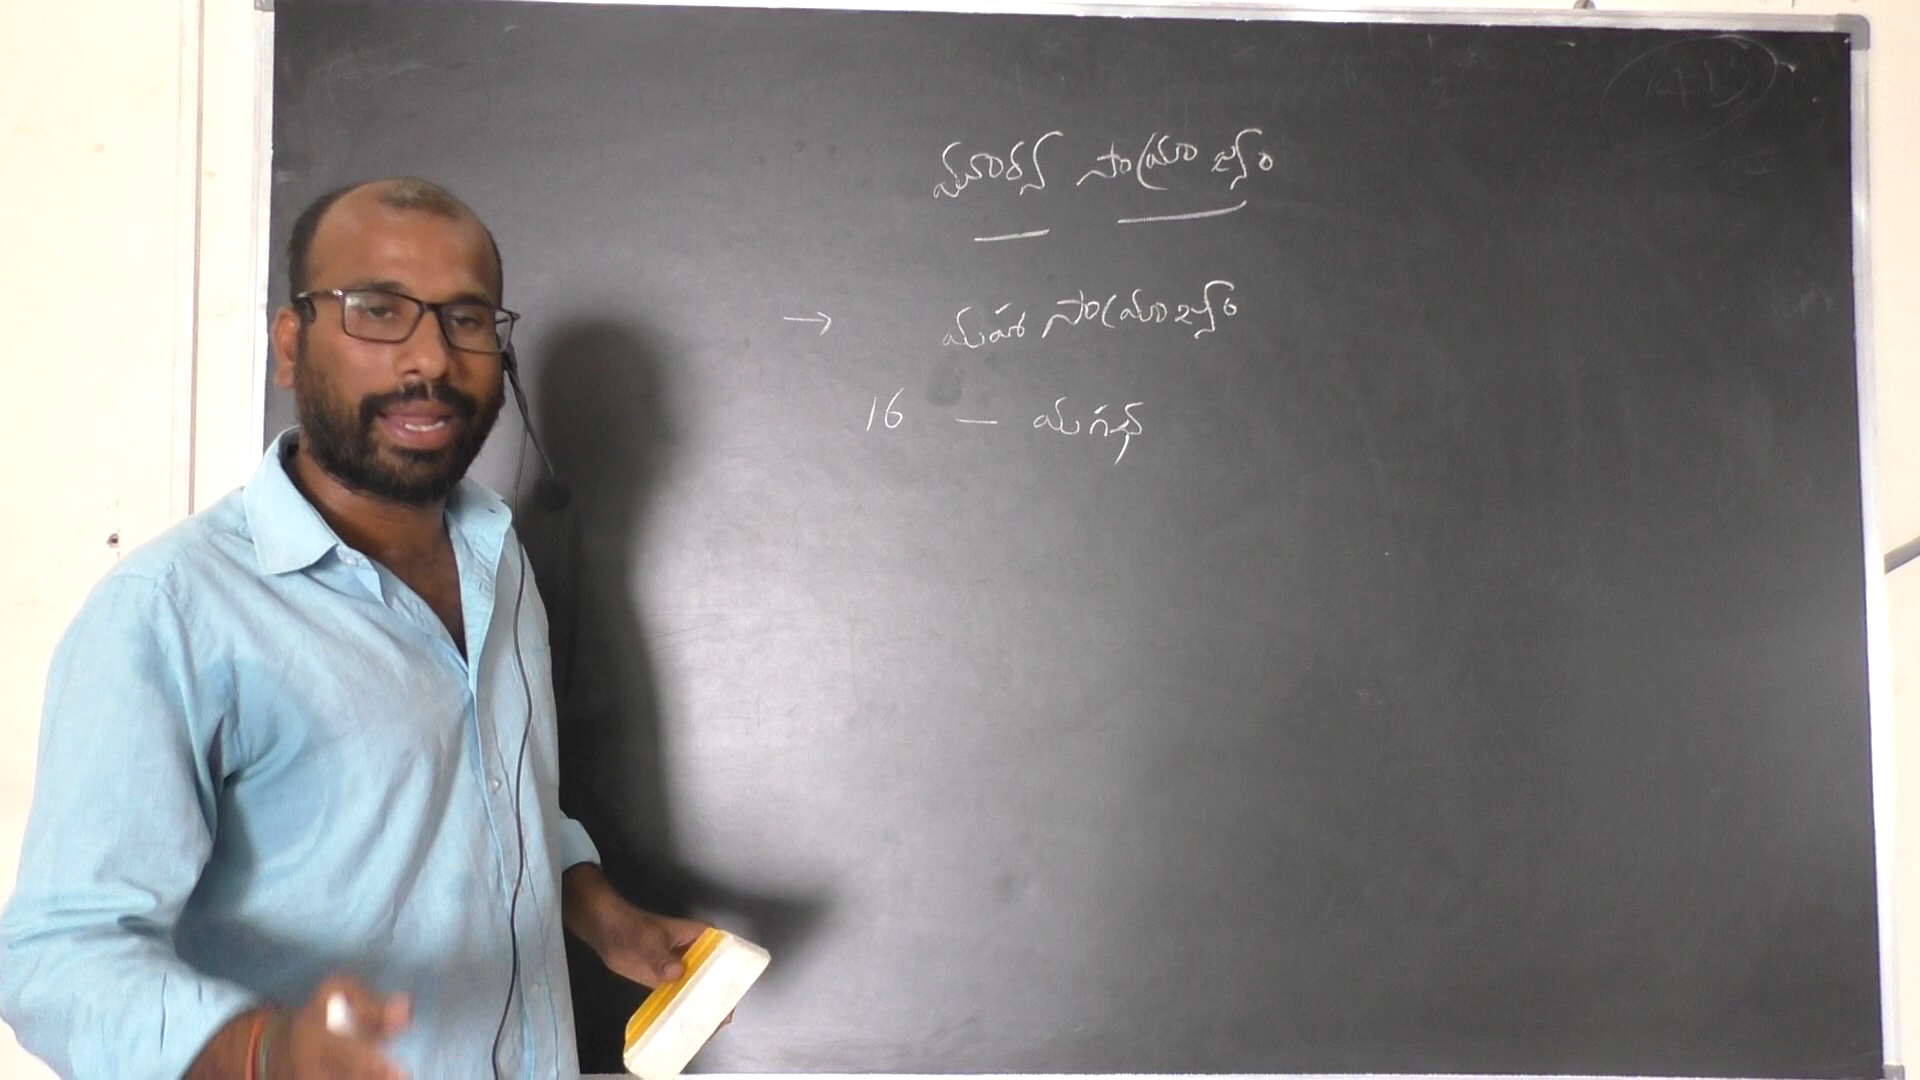 మౌర్య సామ్రాజ్యం
→ మహా సామ్రాజ్యం
16 — మగధ